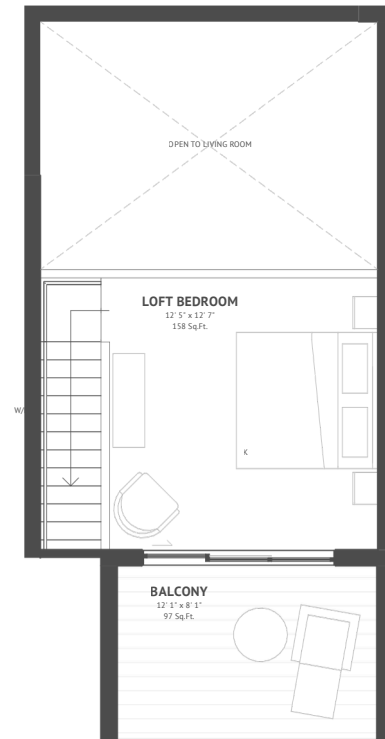 OPEN TO LIVING ROOM
LOFT BEDROOM
12' 5" x 12' 7"
158 Sq.Ft.
W/
K
BALCONY
12' 1" x 8' 1"
97 Sq.Ft.